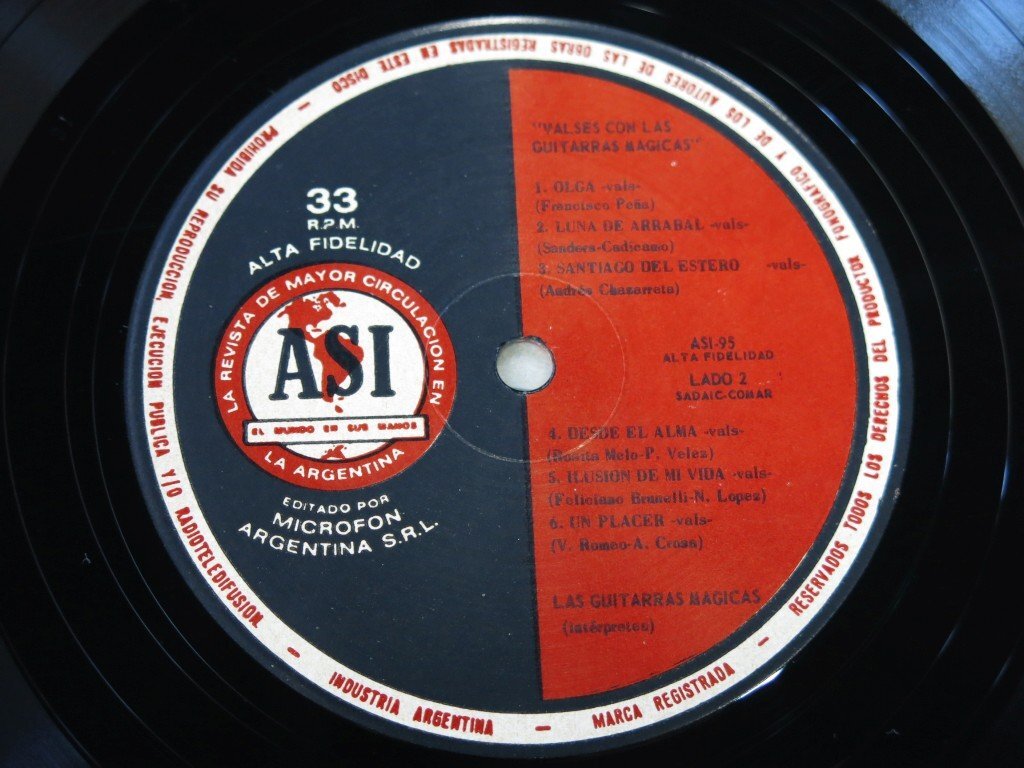 33
R.P.M.
ALTA FIDELIDAD
LA REVISTA DE MAYOR CIRCULACION EN
ASI
EL MUNDO EN SUS MANOS
LA ARGENTINA
EDITADO POR
MICROFON
ARGENTINA S.R.L.
"VALSES CON LAS
GUITARRAS MAGICAS"
1. OLGA -vals-
(Francisco Peña)
2. LUNA DE ARRABAL -vals-
(Sanders-Cadicamo)
3. SANTIAGO DEL ESTERO -vals-
(Andrés Chazarreta)
ASI-95
ALTA FIDELIDAD
LADO 2
SADAIC-COMAR
4. DESDE EL ALMA -vals-
(Rosita Melo-P. Velez)
5. ILUSION DE MI VIDA -vals-
(Feliciano Brunelli-N. Lopez)
6. UN PLACER -vals-
(V. Romeo-A. Crosa)
LAS GUITARRAS MAGICAS
(Intérpretes)
INDUSTRIA ARGENTINA — MARCA REGISTRADA — RESERVADOS TODOS LOS DERECHOS DEL PRODUCTOR FONOGRAFICO Y DE LOS AUTORES DE LAS OBRAS REGISTRADAS EN ESTE DISCO — PROHIBIDA SU REPRODUCCION, EJECUCION PUBLICA Y/O RADIOTELEDIFUSION. —